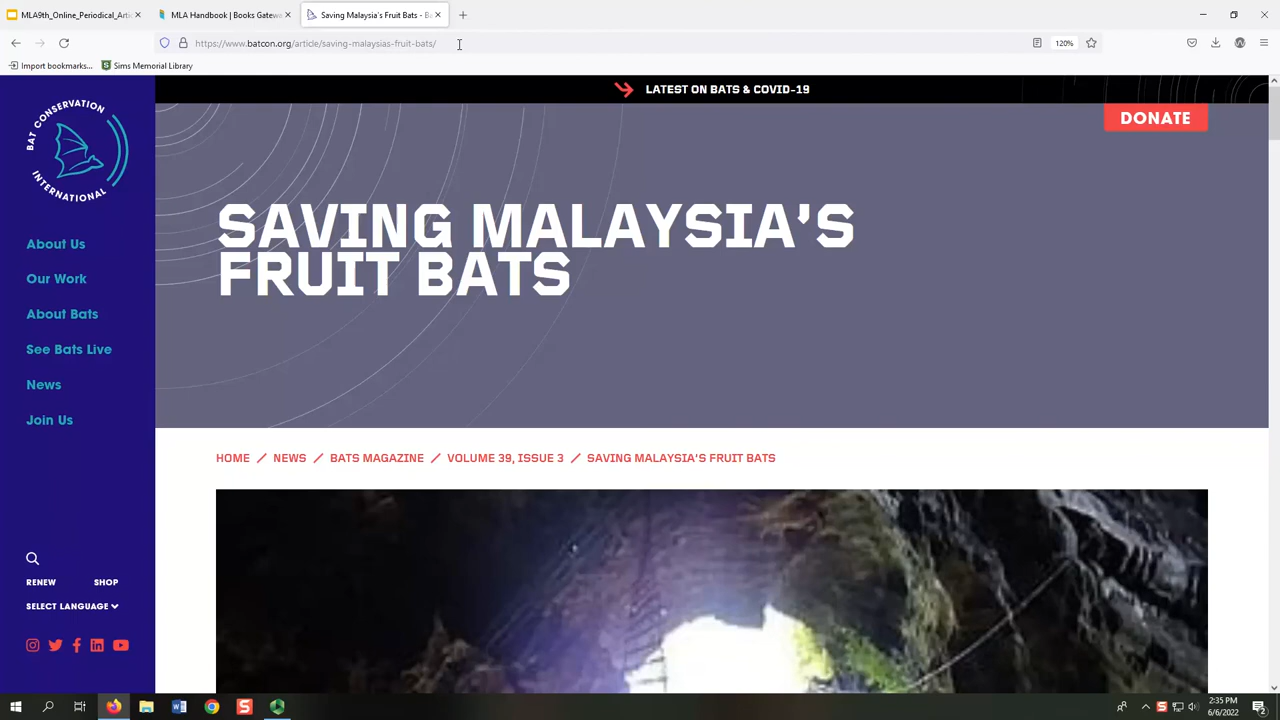 MLA9th_Online_Periodical_Arti
MLA Handbook | Books Gatewa
Saving Malaysia's Fruit Bats - Ba
https://www.batcon.org/article/saving-malaysias-fruit-bats/
120%
Import bookmarks...
Sims Memorial Library
LATEST ON BATS & COVID-19
DONATE
BAT CONSERVATION
INTERNATIONAL
SAVING MALAYSIA'S
FRUIT BATS
About Us
Our Work
About Bats
See Bats Live
News
Join Us
HOME / NEWS / BATS MAGAZINE / VOLUME 39, ISSUE 3 / SAVING MALAYSIA'S FRUIT BATS
RENEW SHOP
SELECT LANGUAGE
2:35 PM
6/6/2022